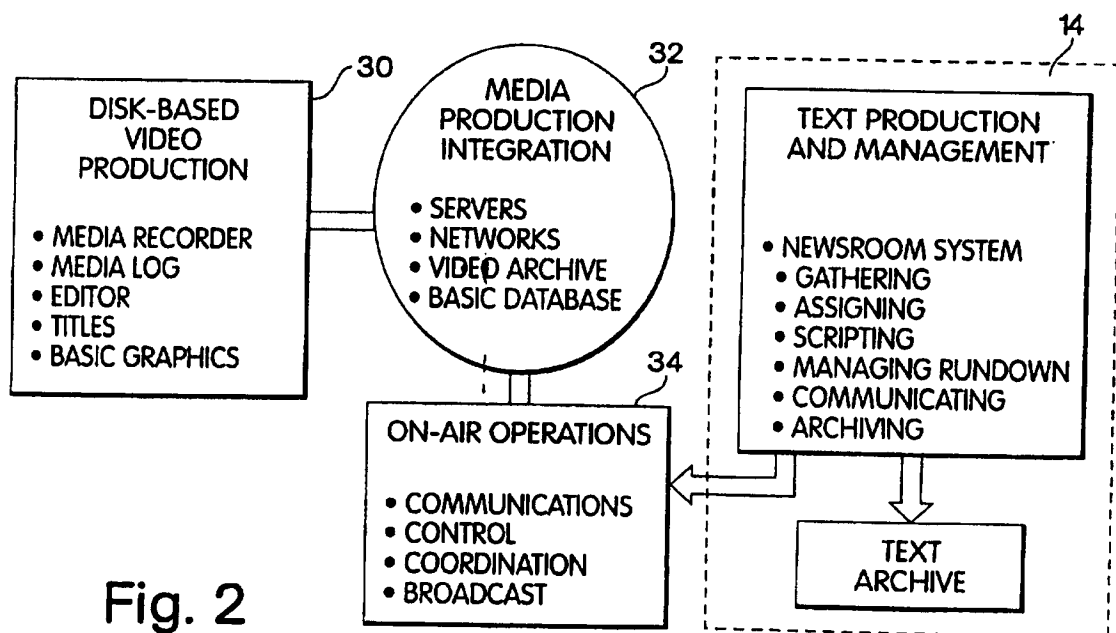 30
DISK-BASED
VIDEO
PRODUCTION
• MEDIA RECORDER
• MEDIA LOG
• EDITOR
• TITLES
• BASIC GRAPHICS
32
MEDIA
PRODUCTION
INTEGRATION
• SERVERS
• NETWORKS
• VIDEO ARCHIVE
• BASIC DATABASE
34
ON-AIR OPERATIONS
• COMMUNICATIONS
• CONTROL
• COORDINATION
• BROADCAST
14
TEXT PRODUCTION
AND MANAGEMENT
• NEWSROOM SYSTEM
• GATHERING
• ASSIGNING
• SCRIPTING
• MANAGING RUNDOWN
• COMMUNICATING
• ARCHIVING
TEXT
ARCHIVE
Fig. 2